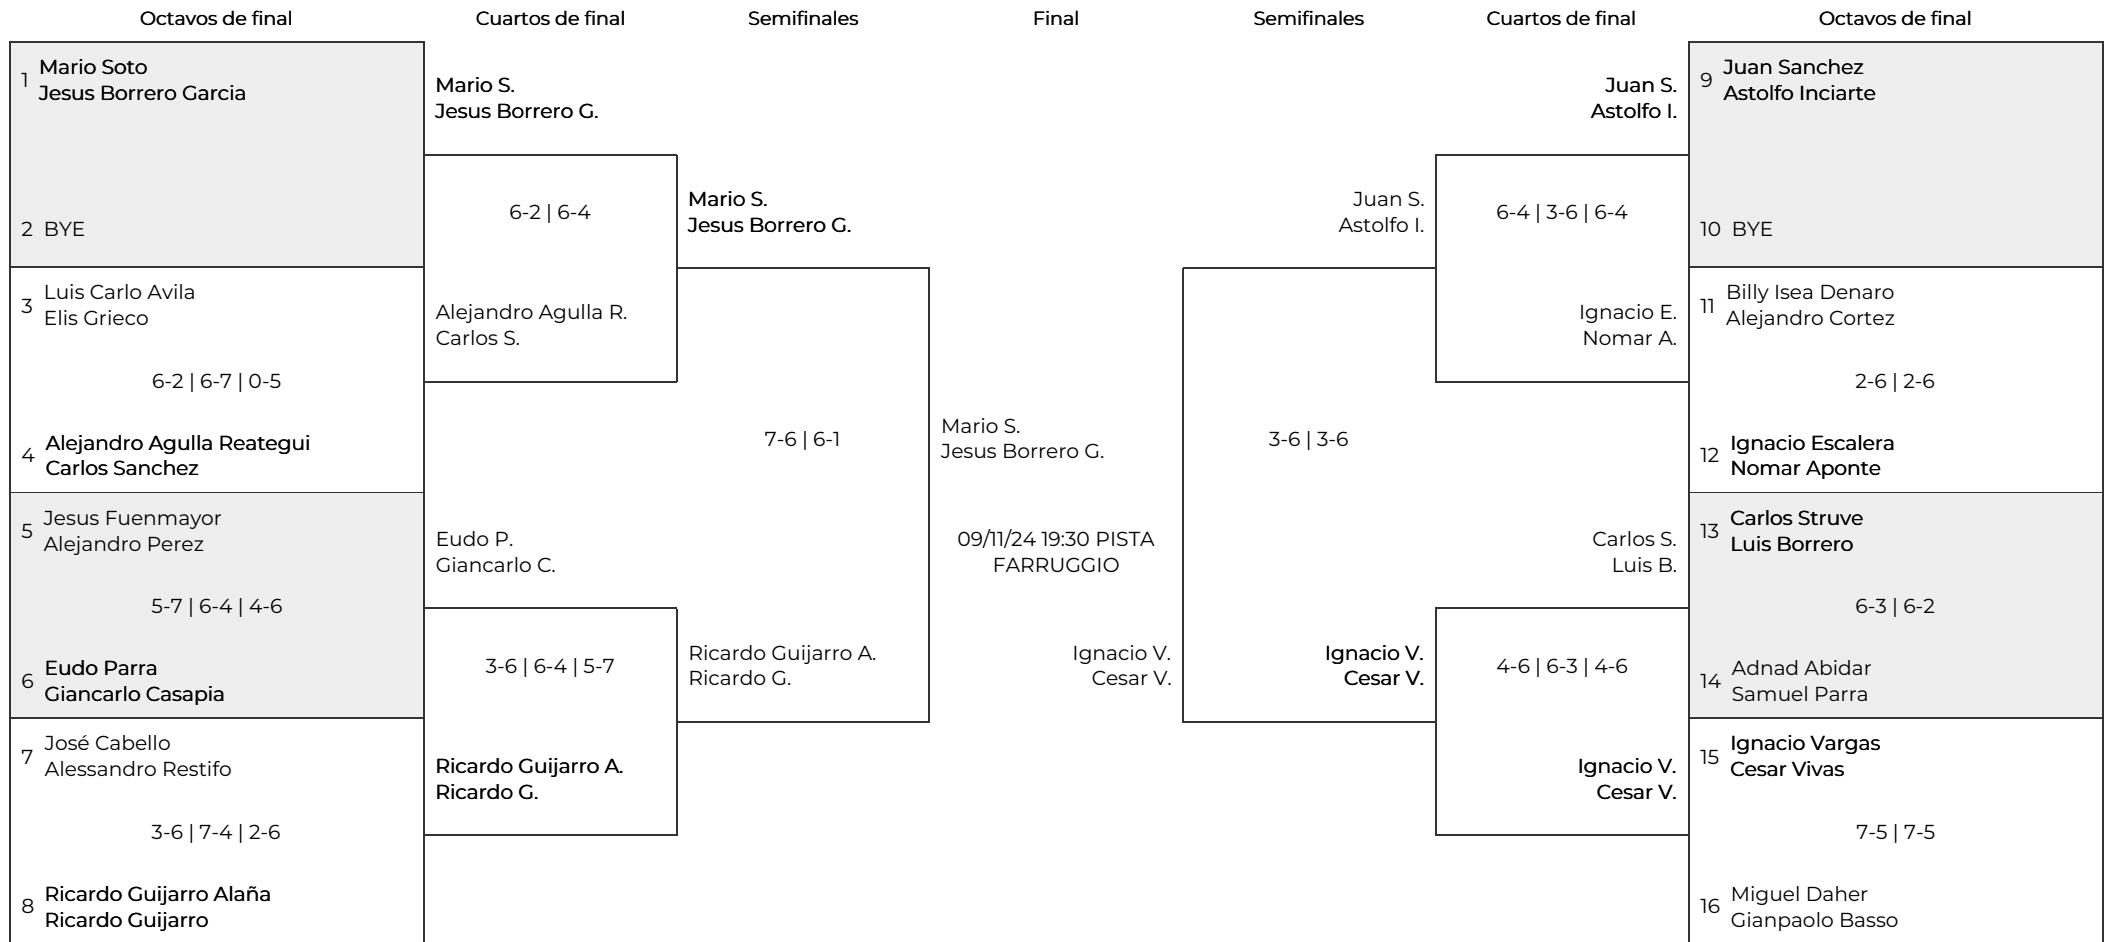 Octavos de final
Cuartos de final
Semifinales
Final
Semifinales
Cuartos de final
Octavos de final
1
Mario Soto
Jesus Borrero Garcia
2 BYE
3
Luis Carlo Avila
Elis Grieco
6-2 | 6-7 | 0-5
4
Alejandro Agulla Reategui
Carlos Sanchez
5
Jesus Fuenmayor
Alejandro Perez
5-7 | 6-4 | 4-6
6
Eudo Parra
Giancarlo Casapia
7
José Cabello
Alessandro Restifo
3-6 | 7-4 | 2-6
8
Ricardo Guijarro Alaña
Ricardo Guijarro
Mario S.
Jesus Borrero G.
6-2 | 6-4
Alejandro Agulla R.
Carlos S.
Eudo P.
Giancarlo C.
3-6 | 6-4 | 5-7
Ricardo Guijarro A.
Ricardo G.
Mario S.
Jesus Borrero G.
7-6 | 6-1
Ricardo Guijarro A.
Ricardo G.
Mario S.
Jesus Borrero G.
09/11/24 19:30 PISTA
FARRUGGIO
Ignacio V.
Cesar V.
Juan S.
Astolfo I.
3-6 | 3-6
Ignacio V.
Cesar V.
Juan S.
Astolfo I.
6-4 | 3-6 | 6-4
Ignacio E.
Nomar A.
Carlos S.
Luis B.
4-6 | 6-3 | 4-6
Ignacio V.
Cesar V.
9
Juan Sanchez
Astolfo Inciarte
10 BYE
11
Billy Isea Denaro
Alejandro Cortez
2-6 | 2-6
12
Ignacio Escalera
Nomar Aponte
13
Carlos Struve
Luis Borrero
6-3 | 6-2
14
Adnad Abidar
Samuel Parra
15
Ignacio Vargas
Cesar Vivas
7-5 | 7-5
16
Miguel Daher
Gianpaolo Basso